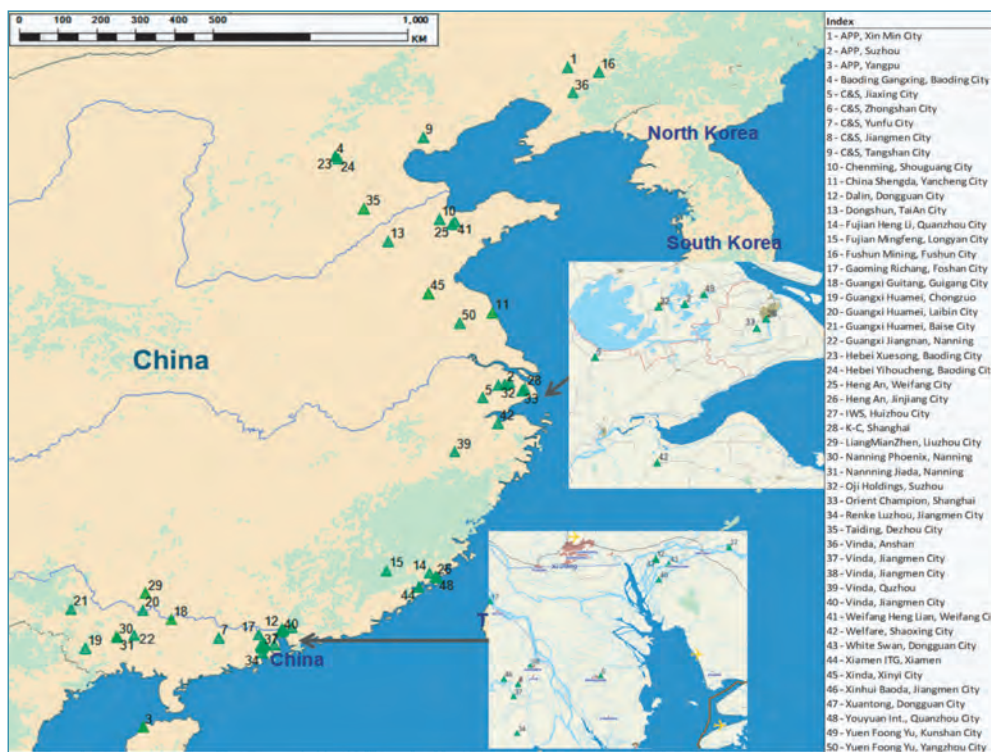 0 100 200 300 500 1,000
KM
1
16
36
North Korea
9
4
23
24
35
10
25
41
13
South Korea
45
11
50
China
2
28
5
32
33
42
39
15
14
26
48
44
29
21
20
18
12
40
30
22
7
17
37
19
31
34
China
T
3
Index
1 - APP, Xin Min City
2 - APP, Suzhou
3 - APP, Yangpu
4 - Baoding Gangxing, Baoding City
5 - C&S, Jiaxing City
6 - C&S, Zhongshan City
7 - C&S, Yunfu City
8 - C&S, Jiangmen City
9 - C&S, Tangshan City
10 - Chenming, Shouguang City
11 - China Shengda, Yancheng City
12 - Dalin, Dongguan City
13 - Dongshun, TaiAn City
14 - Fujian Heng Li, Quanzhou City
15 - Fujian Mingfeng, Longyan City
16 - Fushun Mining, Fushun City
17 - Gaoming Richang, Foshan City
18 - Guangxi Guitang, Guigang City
19 - Guangxi Huamei, Chongzuo
20 - Guangxi Huamei, Laibin City
21 - Guangxi Huamei, Baise City
22 - Guangxi Jiangnan, Nanning
23 - Hebei Xuesong, Baoding City
24 - Hebei Yihoucheng, Baoding Cit
25 - Heng An, Weifang City
26 - Heng An, Jinjiang City
27 - IWS, Huizhou City
28 - K-C, Shanghai
29 - LiangMianZhen, Liuzhou City
30 - Nanning Phoenix, Nanning
31 - Nannning Jiada, Nanning
32 - Oji Holdings, Suzhou
33 - Orient Champion, Shanghai
34 - Renke Luzhou, Jiangmen City
35 - Taiding, Dezhou City
36 - Vinda, Anshan
37 - Vinda, Jiangmen City
38 - Vinda, Jiangmen City
39 - Vinda, Quzhou
40 - Vinda, Jiangmen City
41 - Weifang Heng Lian, Weifang Cit
42 - Welfare, Shaoxing City
43 - White Swan, Dongguan City
44 - Xiamen ITG, Xiamen
45 - Xinda, Xinyi City
46 - Xinhui Baoda, Jiangmen City
47 - Xuantong, Dongguan City
48 - Youyuan Int., Quanzhou City
49 - Yuen Foong Yu, Kunshan City
50 - Yuen Foong Yu, Yangzhou City